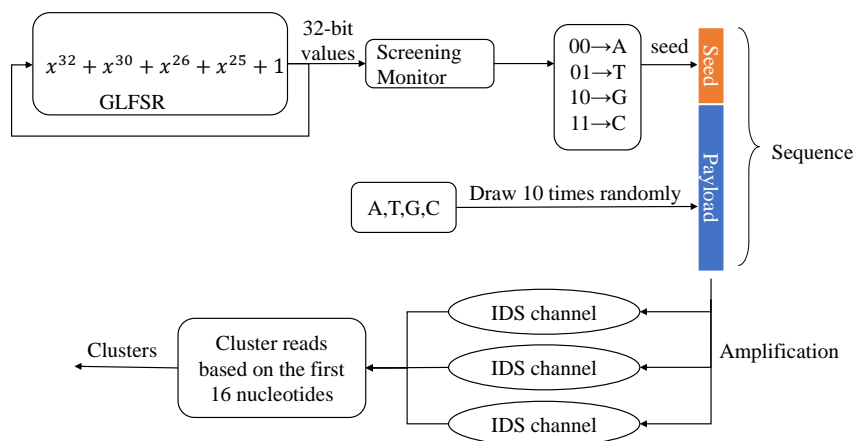 32-bit
values
x^{32} + x^{30} + x^{26} + x^{25} + 1
GLFSR
Screening
Monitor
00→A
01→T
10→G
11→C
seed
Seed
Payload
Sequence
A,T,G,C
Draw 10 times randomly
IDS channel
IDS channel
IDS channel
Amplification
Cluster reads
based on the first
16 nucleotides
Clusters